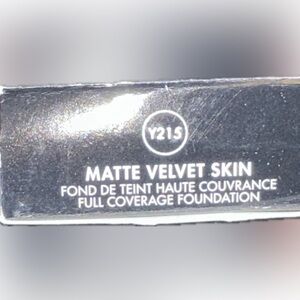 Y215
MATTE VELVET SKIN
FOND DE TEINT HAUTE COUVRANCE
FULL COVERAGE FOUNDATION